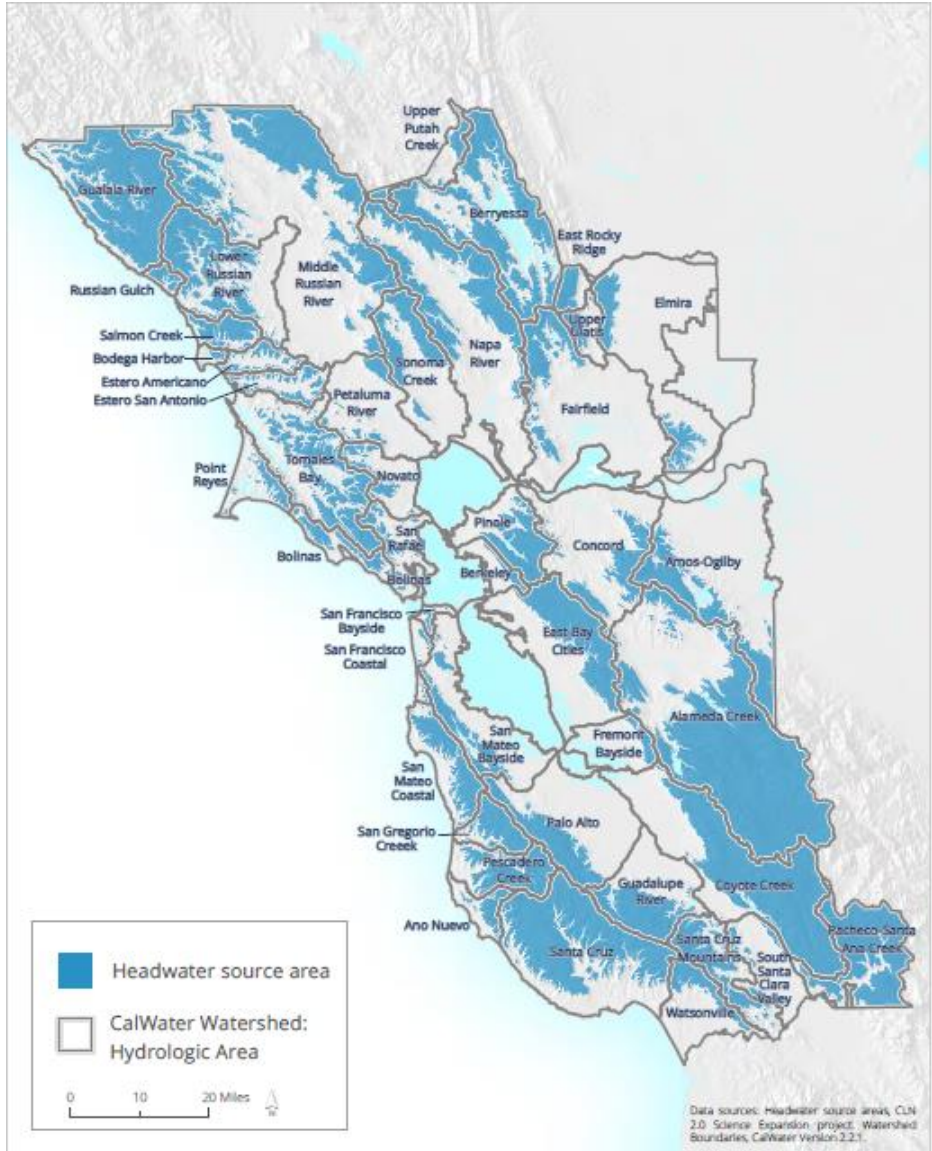 Upper
Putah
Creek
Gualala River
Berryessa
East Rocky
Ridge
Lower
Russian
River
Middle
Russian
River
Russian Gulch
Elmira
Upper
Ulatis
Salmon Creek
Bodega Harbor
Estero Americano
Estero San Antonio
Napa
River
Sonoma
Creek
Petaluma
River
Fairfield
Point
Reyes
Tomales
Bay
Novato
Pinole
San
Rafael
Concord
Amos-Ogilby
Bolinas
Bolinas
Berkeley
San Francisco
Bayside
San Francisco
Coastal
East Bay
Cities
Alameda Creek
San
Mateo
Bayside
Fremont
Bayside
San
Mateo
Coastal
Palo Alto
San Gregorio
Creeek
Pescadero
Creek
Guadalupe
River
Coyote Creek
Ano Nuevo
Santa Cruz
Santa Cruz
Mountains
Pacheco-Santa
Ana Creek
South
Santa
Clara
Valley
Watsonville
Headwater source area
CalWater Watershed:
Hydrologic Area
0 10 20 Miles
N
Data sources: Headwater source areas, CLN
2.0 Science Expansion project. Watershed
Boundaries, CalWater Version 2.2.1.